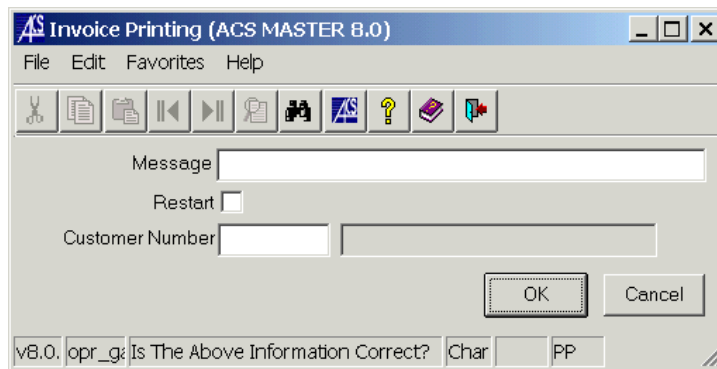 Invoice Printing (ACS MASTER 8.0)
File Edit Favorites Help
Message
Restart
Customer Number
OK Cancel
v8.0. opr_ga Is The Above Information Correct? Char PP